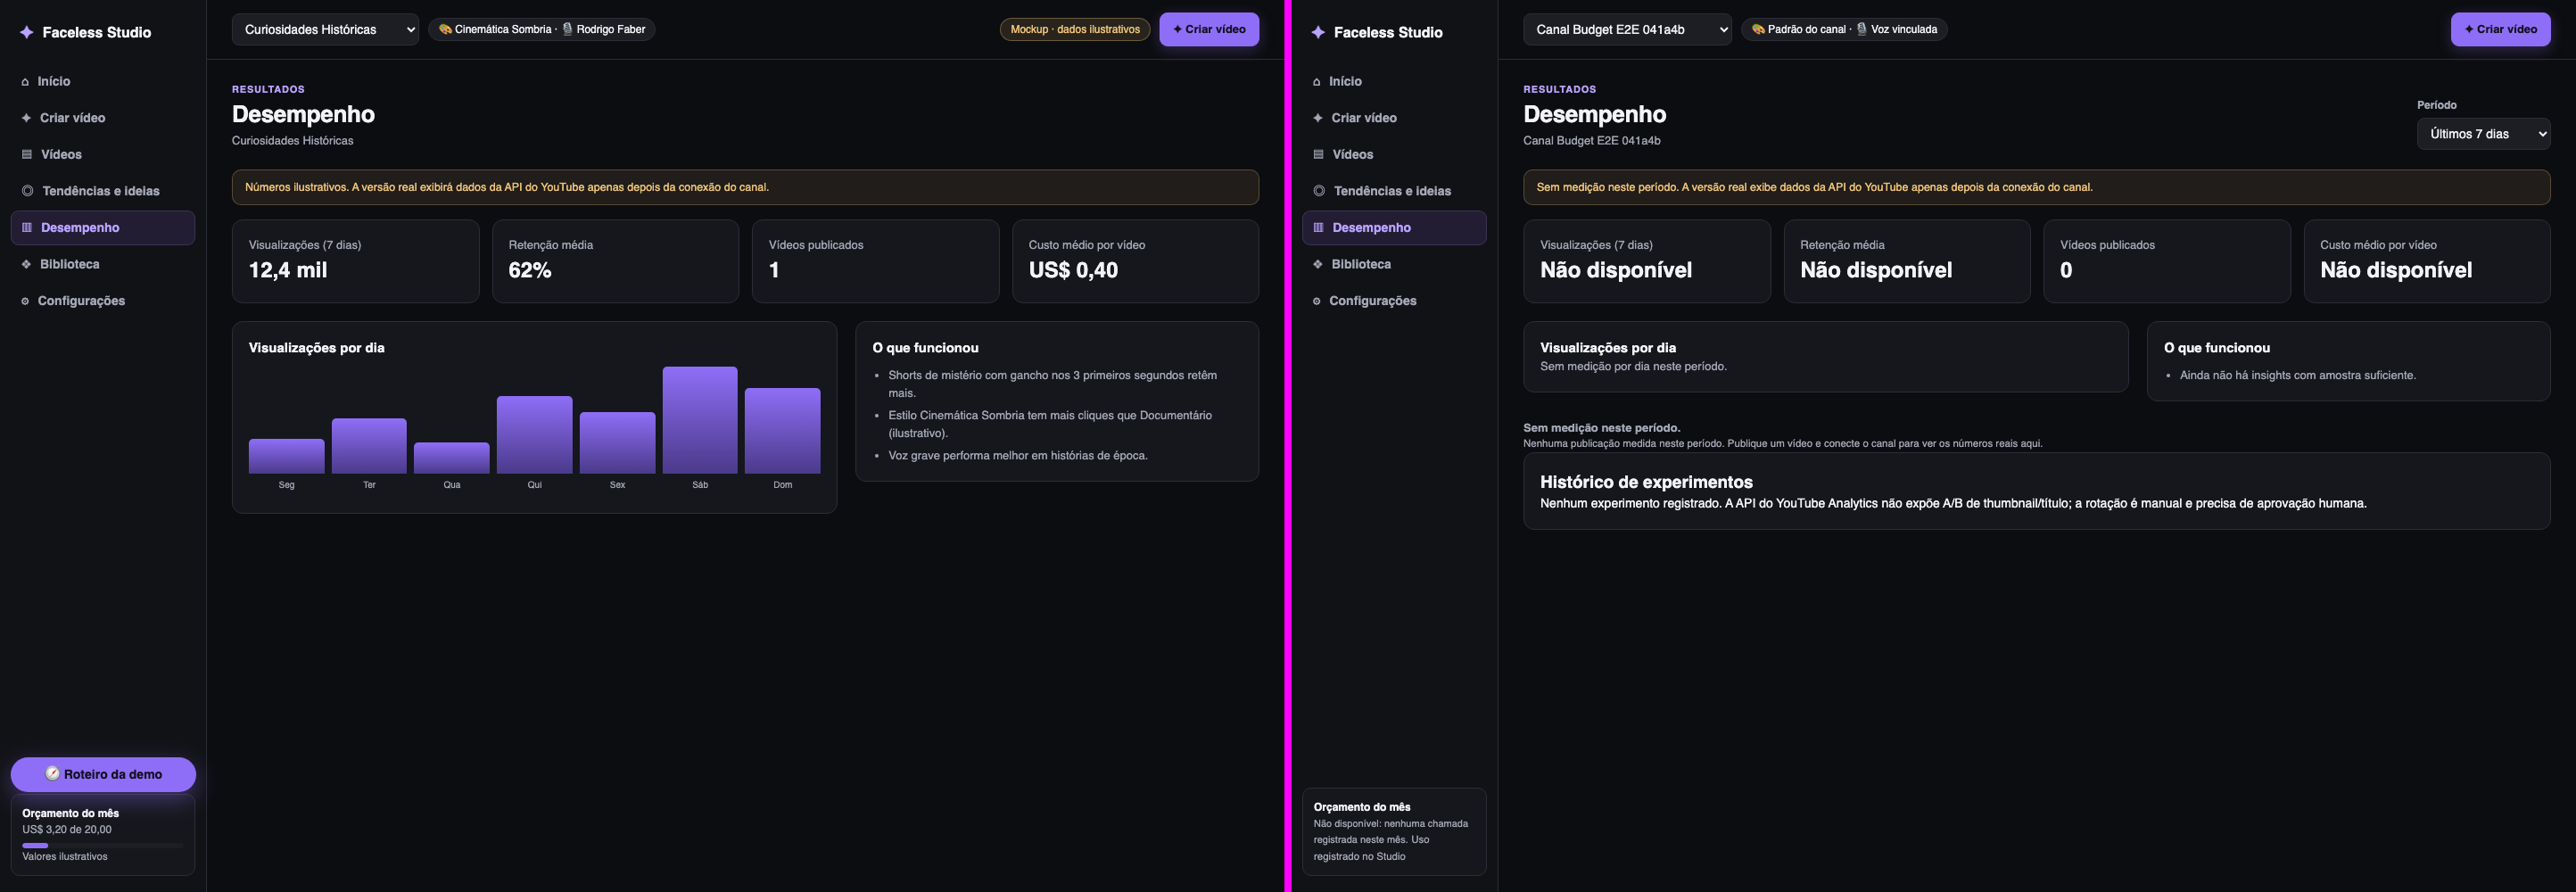 Faceless Studio
Início
Criar vídeo
Vídeos
Tendências e ideias
Desempenho
Biblioteca
Configurações
Roteiro da demo
Orçamento do mês
US$ 3,20 de 20,00
Valores ilustrativos
Curiosidades Históricas
Cinemática Sombria · Rodrigo Faber
Mockup · dados ilustrativos
Criar vídeo
RESULTADOS
Desempenho
Curiosidades Históricas
Números ilustrativos. A versão real exibirá dados da API do YouTube apenas depois da conexão do canal.
Visualizações (7 dias)
12,4 mil
Retenção média
62%
Vídeos publicados
1
Custo médio por vídeo
US$ 0,40
Visualizações por dia
Seg Ter Qua Qui Sex Sáb Dom
O que funcionou
• Shorts de mistério com gancho nos 3 primeiros segundos retêm
mais.
• Estilo Cinemática Sombria tem mais cliques que Documentário
(ilustrativo).
• Voz grave performa melhor em histórias de época.
Faceless Studio
Início
Criar vídeo
Vídeos
Tendências e ideias
Desempenho
Biblioteca
Configurações
Orçamento do mês
Não disponível: nenhuma chamada
registrada neste mês. Uso
registrado no Studio
Canal Budget E2E 041a4b
Padrão do canal · Voz vinculada
Criar vídeo
RESULTADOS
Desempenho
Canal Budget E2E 041a4b
Período
Últimos 7 dias
Sem medição neste período. A versão real exibe dados da API do YouTube apenas depois da conexão do canal.
Visualizações (7 dias)
Não disponível
Retenção média
Não disponível
Vídeos publicados
0
Custo médio por vídeo
Não disponível
Visualizações por dia
Sem medição por dia neste período.
O que funcionou
• Ainda não há insights com amostra suficiente.
Sem medição neste período.
Nenhuma publicação medida neste período. Publique um vídeo e conecte o canal para ver os números reais aqui.
Histórico de experimentos
Nenhum experimento registrado. A API do YouTube Analytics não expõe A/B de thumbnail/título; a rotação é manual e precisa de aprovação humana.